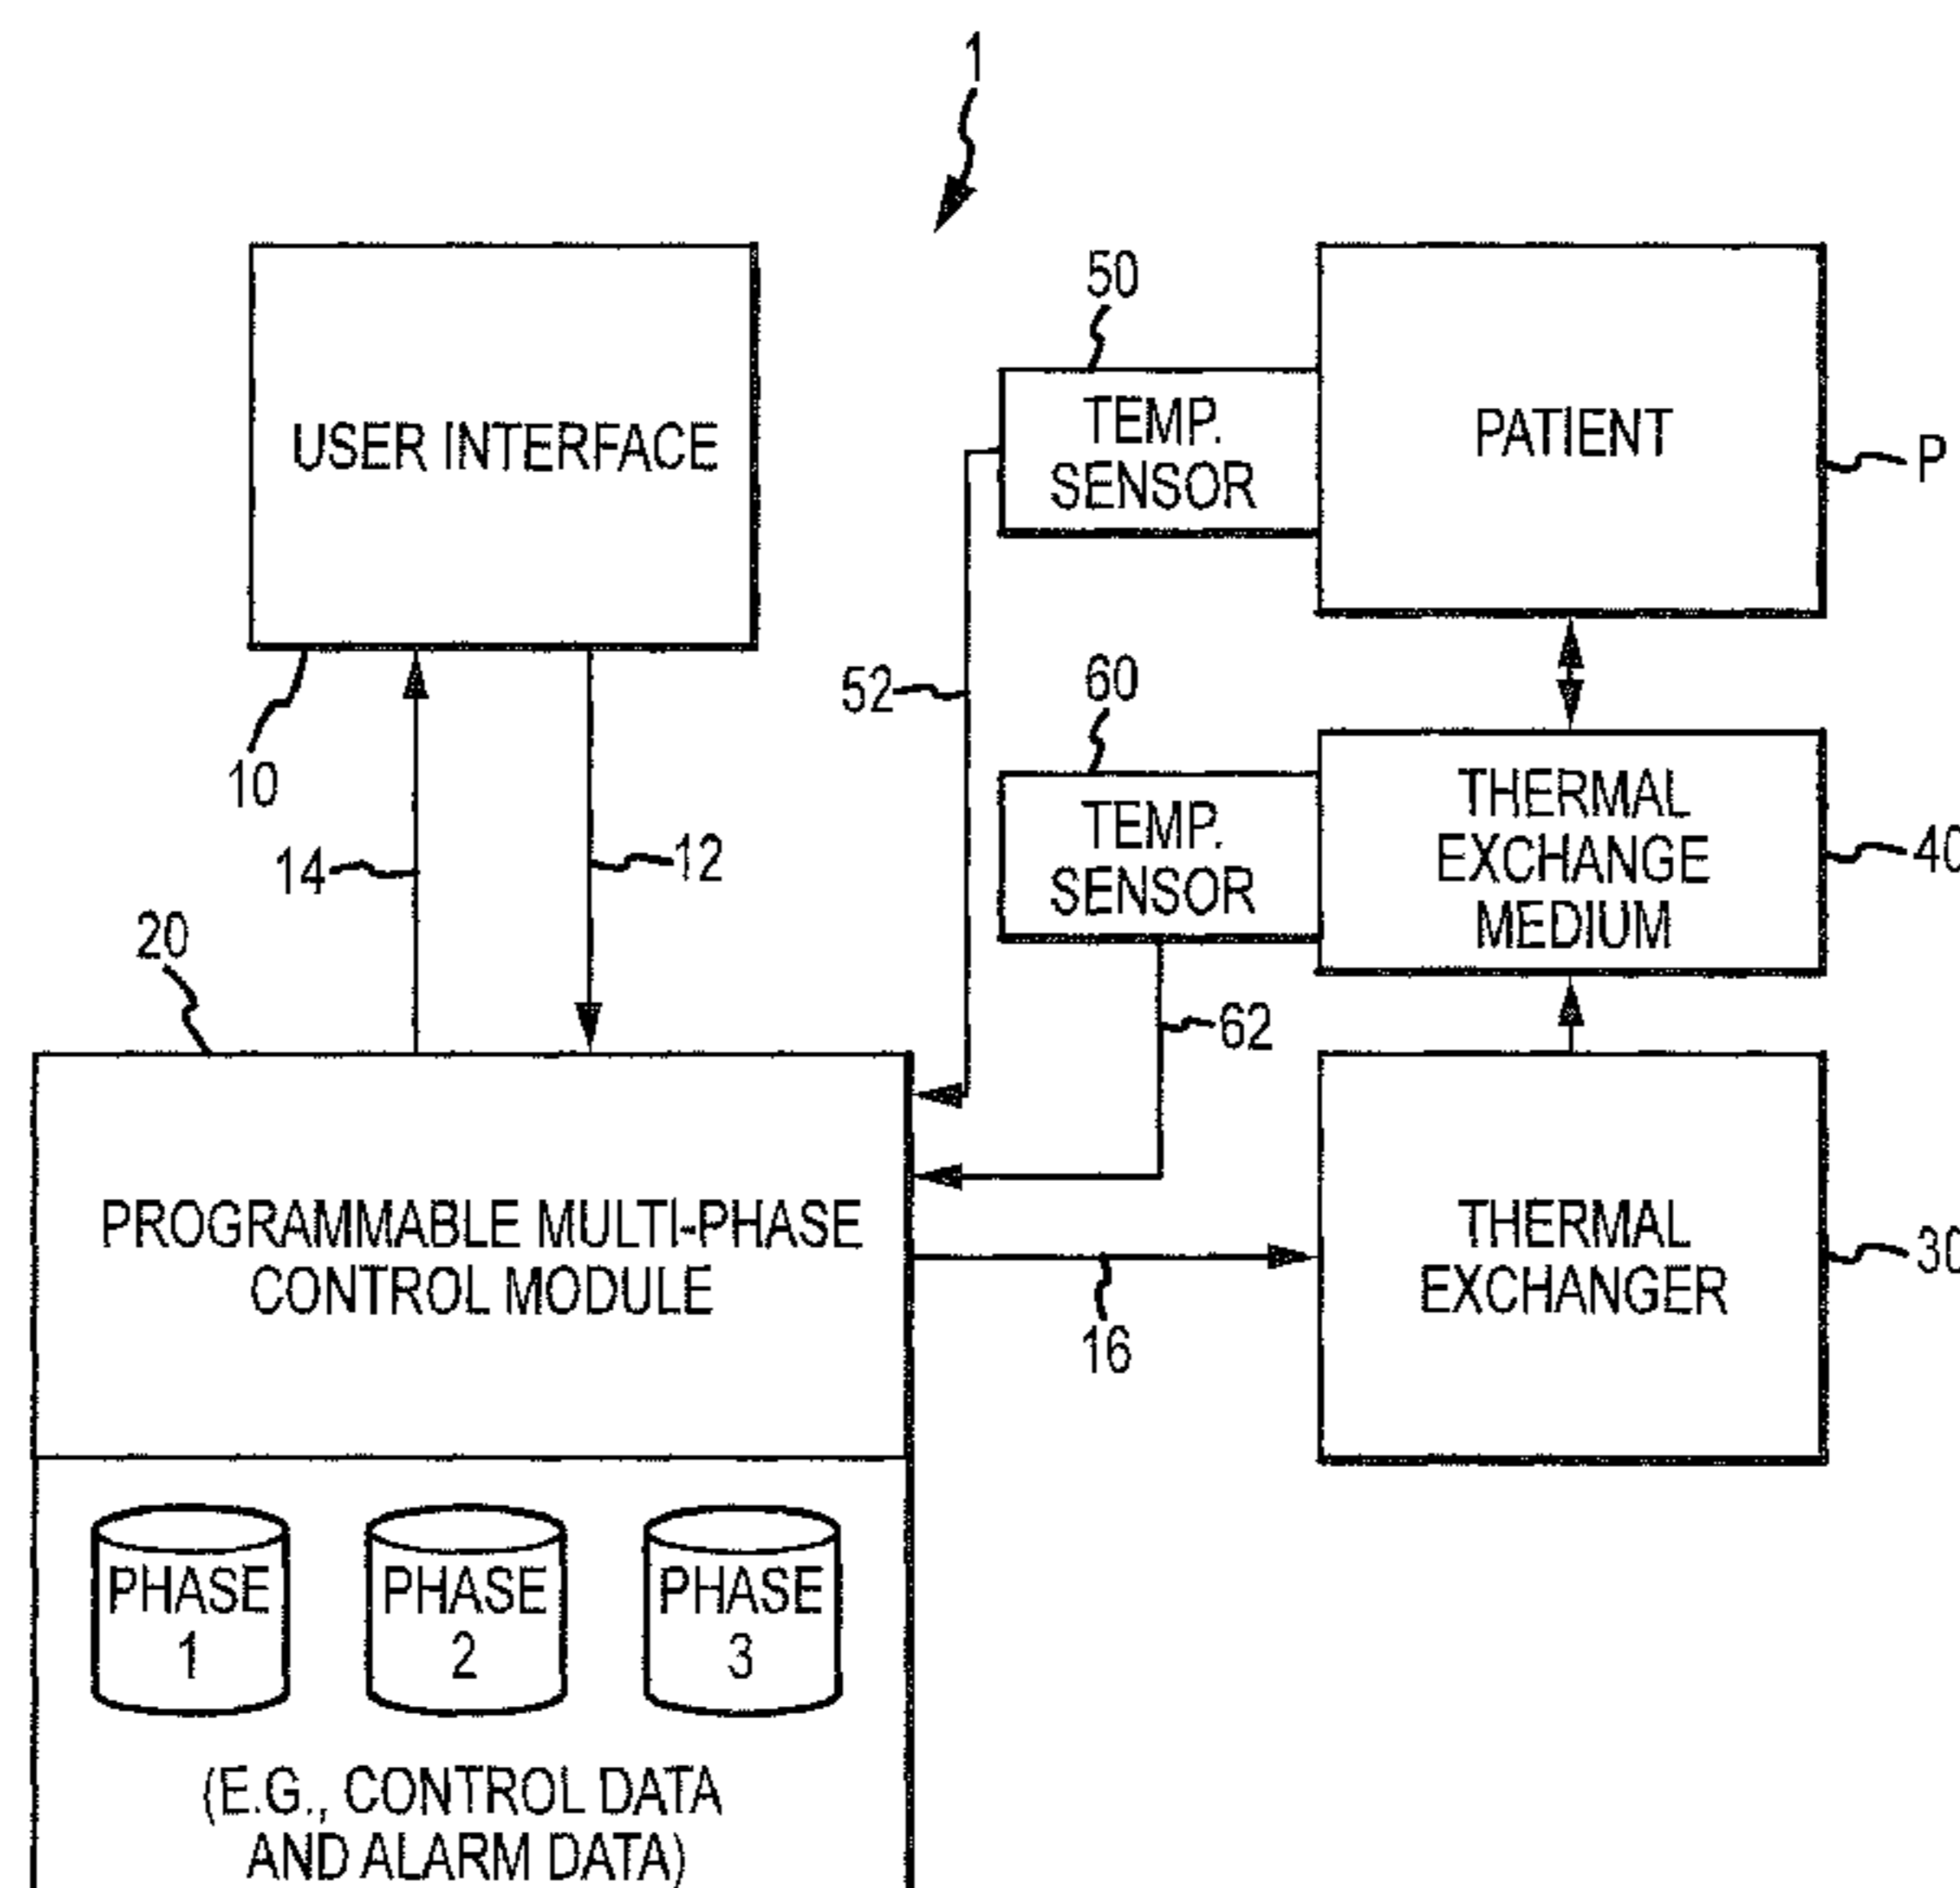 1
50
USER INTERFACE
TEMP.
SENSOR
PATIENT
P
52
60
10
14
12
TEMP.
SENSOR
THERMAL
EXCHANGE
MEDIUM
40
20
62
PROGRAMMABLE MULTI-PHASE
CONTROL MODULE
THERMAL
EXCHANGER
30
16
PHASE
1
PHASE
2
PHASE
3
(E.G., CONTROL DATA
AND ALARM DATA)